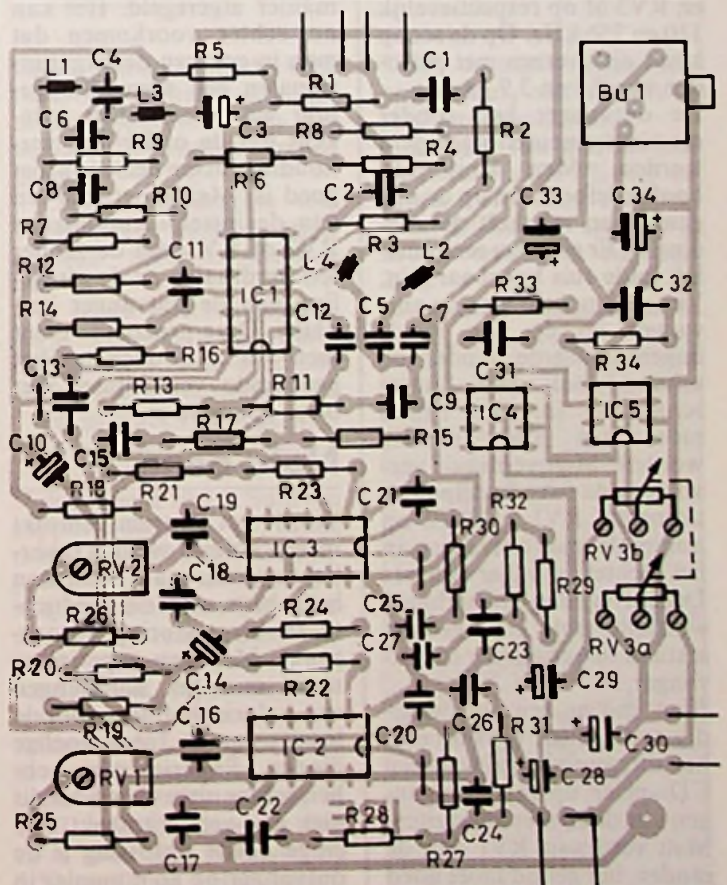 L1 C4 R5 C1
L3 R1 Bu1
C6 R9 C3 R8 R2
R4
C8 R6 C2
R10 C33 C34
R7 C11 R3
R12 IC1 L4 L2 R33 C32
R14 C12 C5 C7
R16 C31 R34
C13 R13 R11 C9 IC4 IC5
C10 C15 R17 R15
R18 R21 R23 C21 R32
C19 R30
RV2 IC3 RV3b
C18 R29
R26 R24 C25
R20 C27 C23 RV3a
C14 R22 C29
R19 C16 C26 R31 C30
IC2 C20
RV1 C28
R25 C22 R28 C24
C17 R27